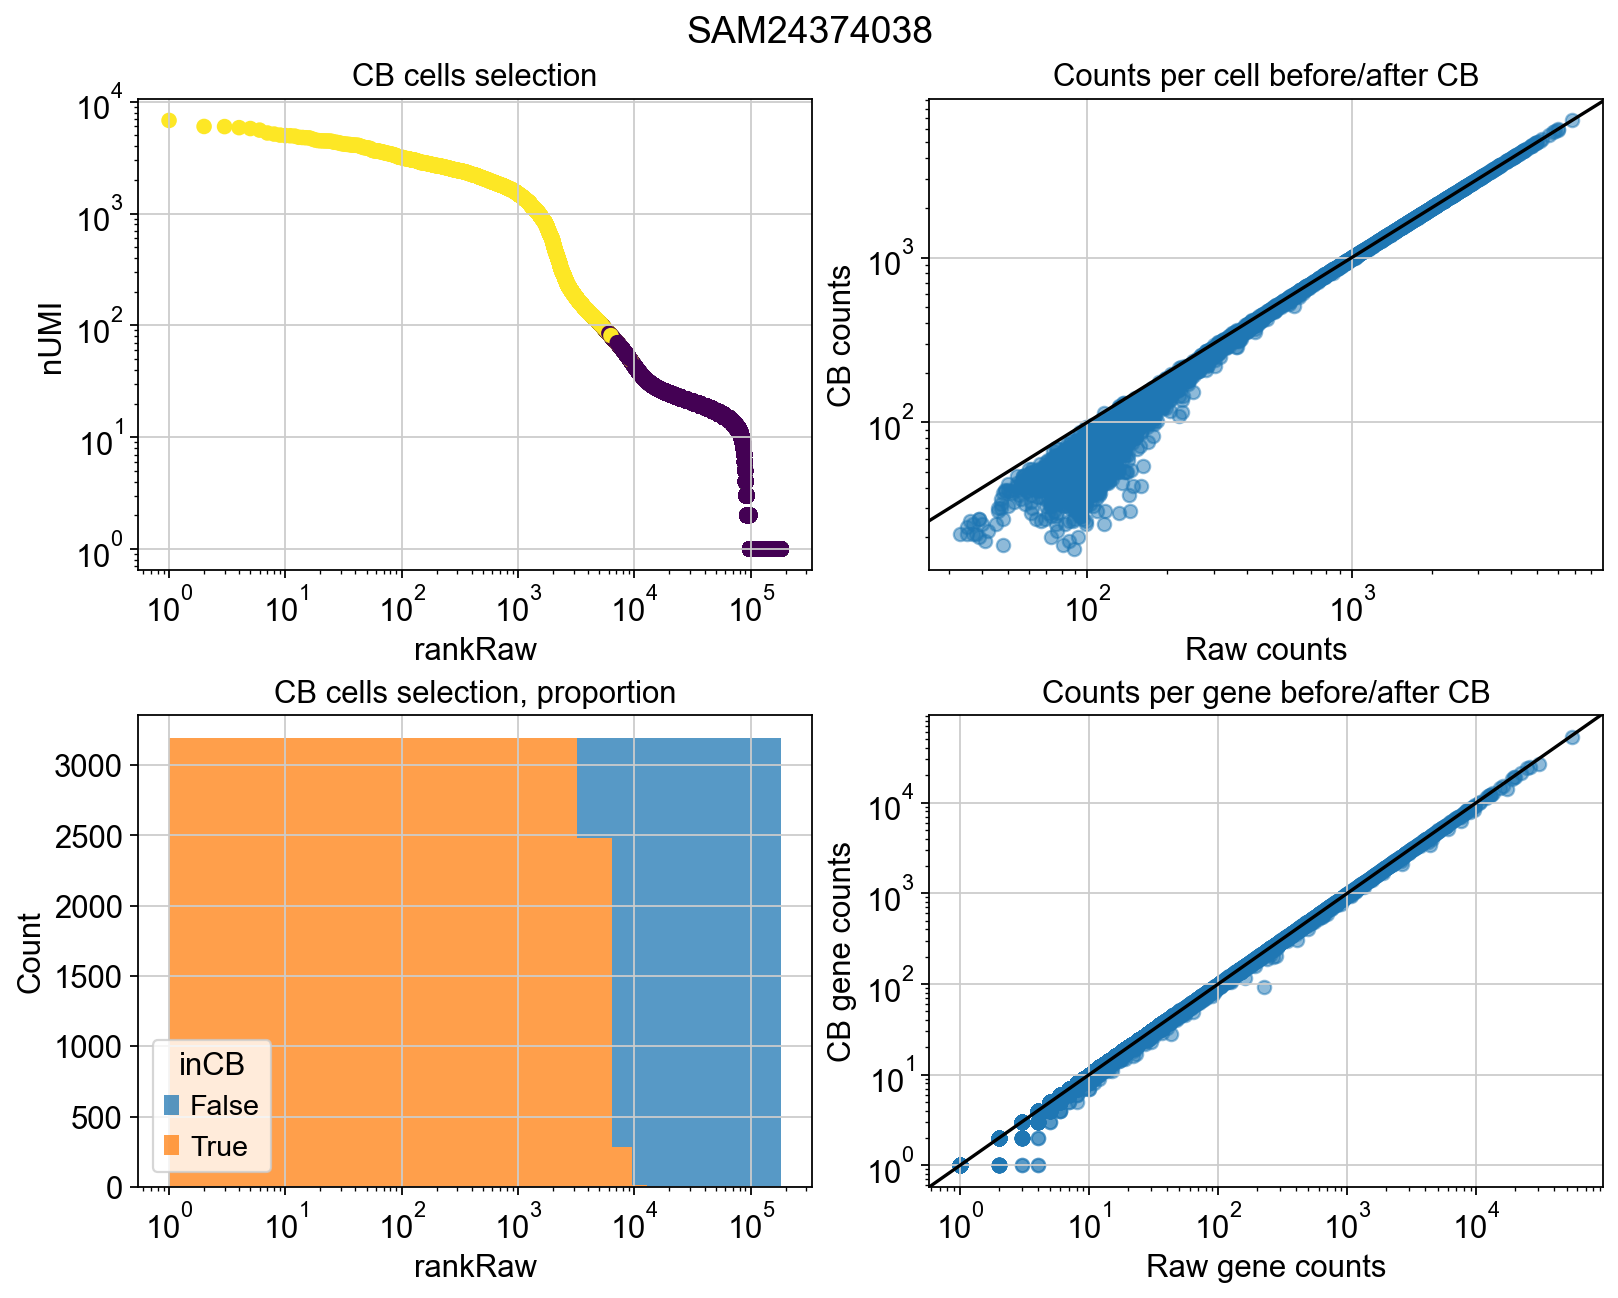 SAM24374038
CB cells selection
10^4
10^3
10^2
10^1
10^0
nUMI
10^0 10^1 10^2 10^3 10^4 10^5
rankRaw
Counts per cell before/after CB
10^3
10^2
CB counts
10^2 10^3
Raw counts
CB cells selection, proportion
3000
2500
2000
1500
1000
500
0
Count
inCB
False
True
10^0 10^1 10^2 10^3 10^4 10^5
rankRaw
Counts per gene before/after CB
10^4
10^3
10^2
10^1
10^0
CB gene counts
10^0 10^1 10^2 10^3 10^4
Raw gene counts